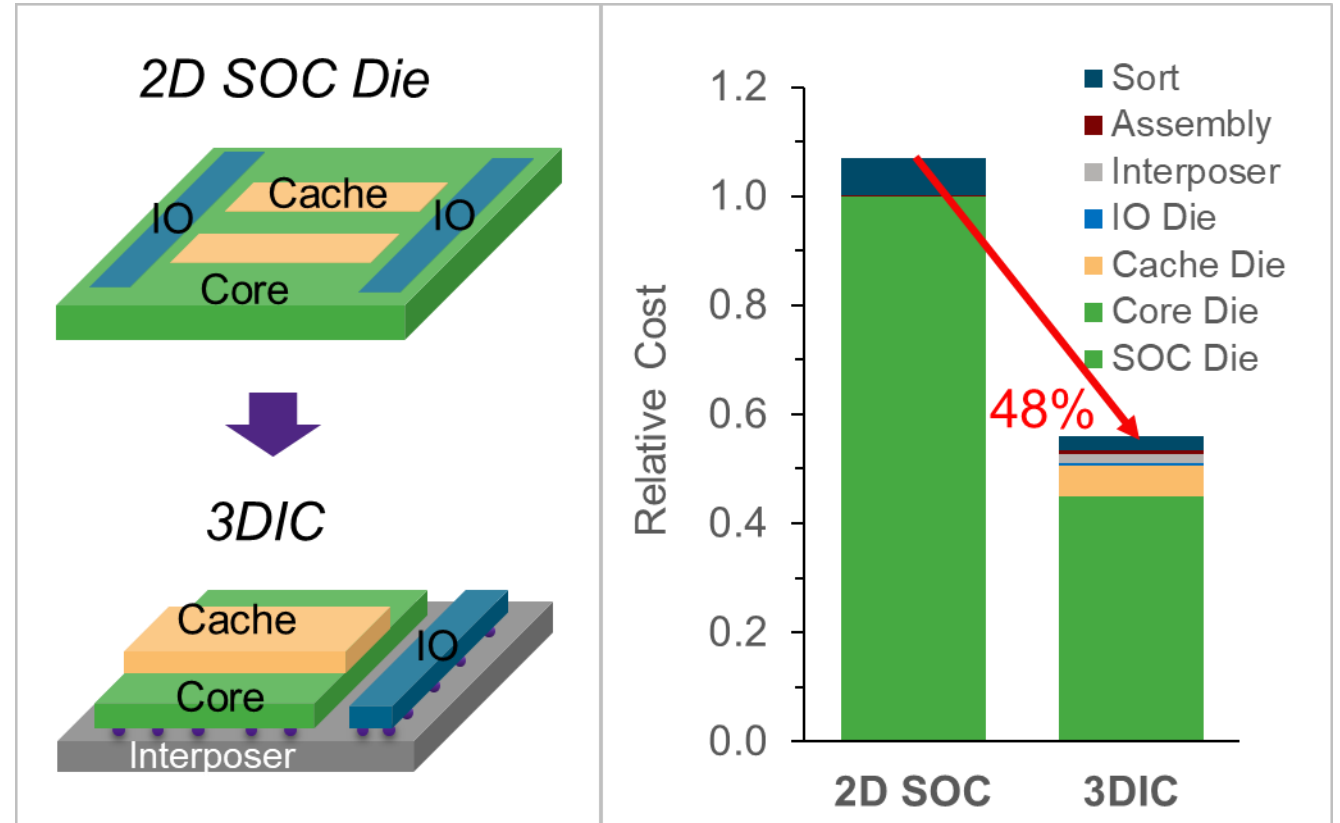 2D SOC Die
Cache
IO
IO
Core
3DIC
Cache
IO
Core
Interposer
1.2
1.0
0.8
0.6
0.4
0.2
0.0
Relative Cost
Sort
Assembly
Interposer
IO Die
Cache Die
Core Die
SOC Die
48%
2D SOC
3DIC